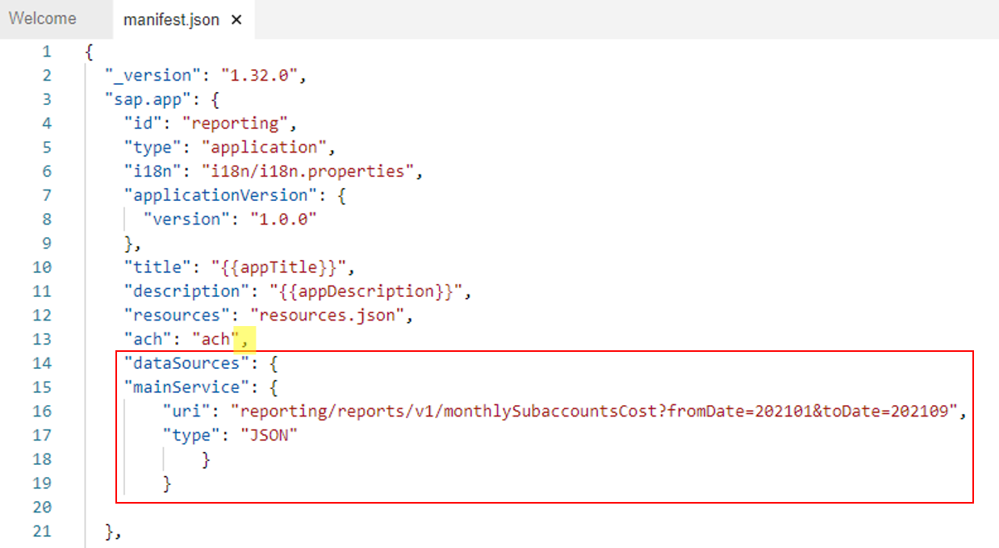 Welcome manifest.json ×
1 {
2 "_version": "1.32.0",
3 "sap.app": {
4 "id": "reporting",
5 "type": "application",
6 "i18n": "i18n/i18n.properties",
7 "applicationVersion": {
8 "version": "1.0.0"
9 },
10 "title": "{{appTitle}}",
11 "description": "{{appDescription}}",
12 "resources": "resources.json",
13 "ach": "ach",
14 "dataSources": {
15 "mainService": {
16 "uri": "reporting/reports/v1/monthlySubaccountsCost?fromDate=202101&toDate=202109",
17 "type": "JSON"
18 }
19 }
20
21 },